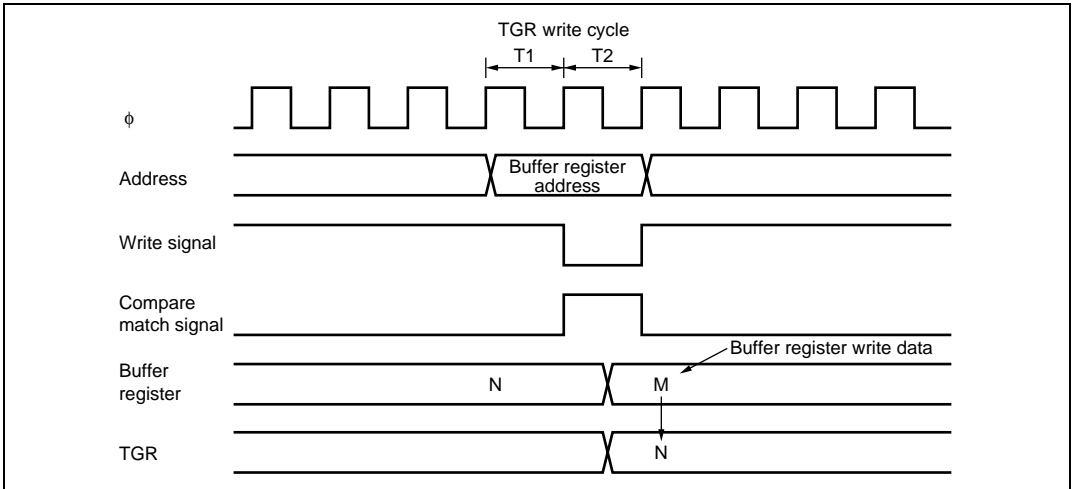 TGR write cycle
T1 T2
ϕ
Address
Buffer register
address
Write signal
Compare
match signal
Buffer register write data
Buffer
register
N M
TGR
N